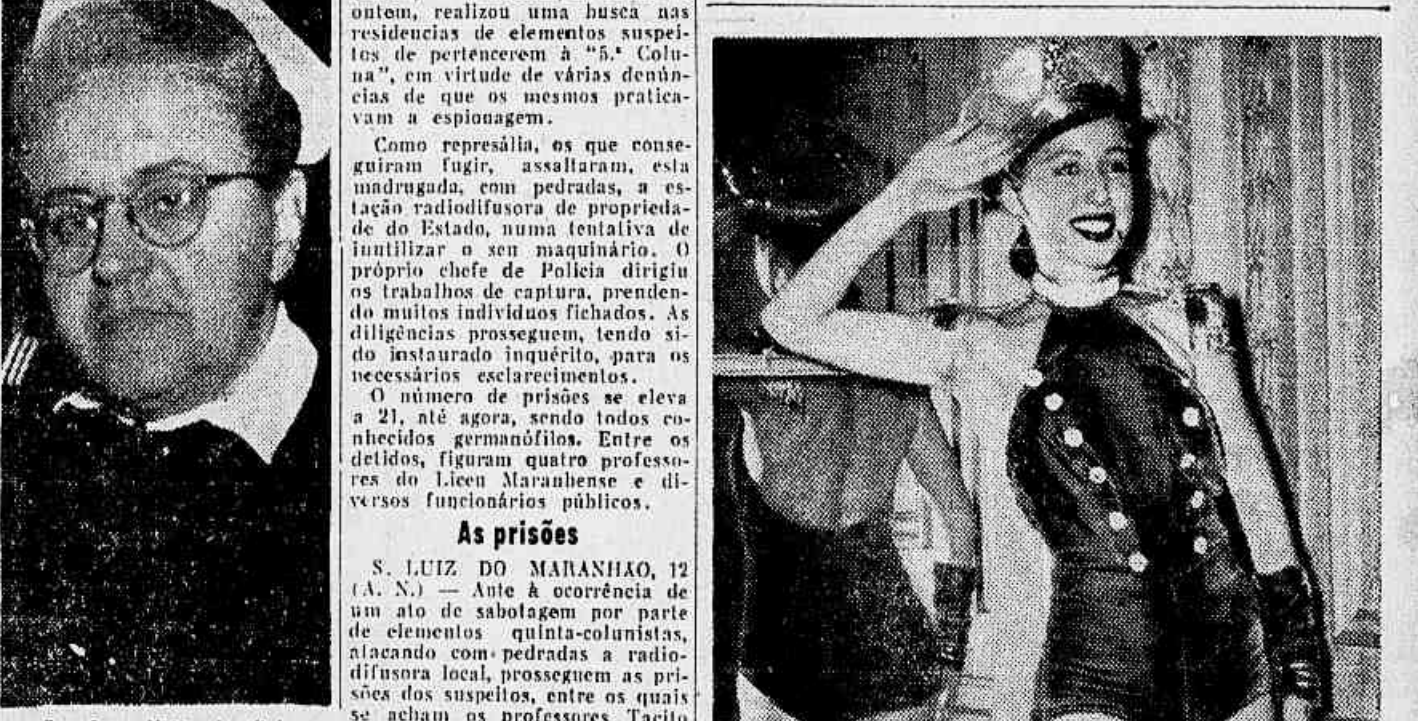 ontem, realizou uma busca nas
residencias de elementos suspei-
tos de pertencerem à "5.ª Colu-
na", em virtude de várias denún-
cias de que os mesmos pratica-
vam a espionagem.
Como represália, os que conse-
guiram fugir, assaltaram, esta
madrugada, com pedradas, a es-
tação radiodifusora de proprieda-
de do Estado, numa tentativa de
inutilizar o seu maquinário. O
próprio chefe de Policia dirigiu
os trabalhos de captura, prenden-
do muitos individuos fichados. As
diligências prosseguem, tendo si-
do instaurado inquérito, para os
necessários esclarecimentos.
O número de prisões se eleva
a 21, até agora, sendo todos co-
nhecidos germanófilos. Entre os
detidos, figuram quatro professo-
res do Liceu Maranhense e di-
versos funcionários públicos.
As prisões
S. LUIZ DO MARANHÃO, 12
(A. N.) — Ante à ocorrência de
um ato de sabotagem por parte
de elementos quinta-colunistas,
atacando com pedradas a radio-
difusora local, prosseguem as pri-
sões dos suspeitos, entre os quais
se acham os professores Tacito